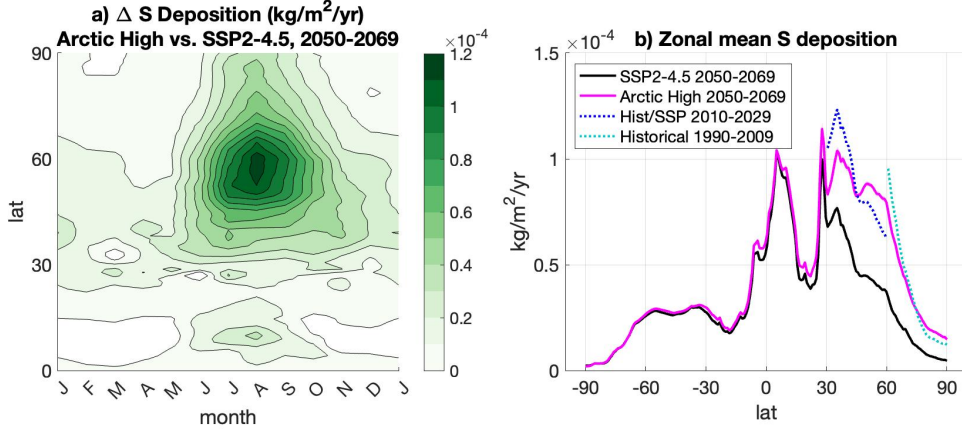 a) Δ S Deposition (kg/m²/yr)
Arctic High vs. SSP2-4.5, 2050-2069
×10⁻⁴
90
60
30
0
lat
J F M A M J J A S O N D J
month
1.2
1
0.8
0.6
0.4
0.2
0
b) Zonal mean S deposition
×10⁻⁴
1.5
1
0.5
0
kg/m²/yr
SSP2-4.5 2050-2069
Arctic High 2050-2069
Hist/SSP 2010-2029
Historical 1990-2009
-90 -60 -30 0 30 60 90
lat